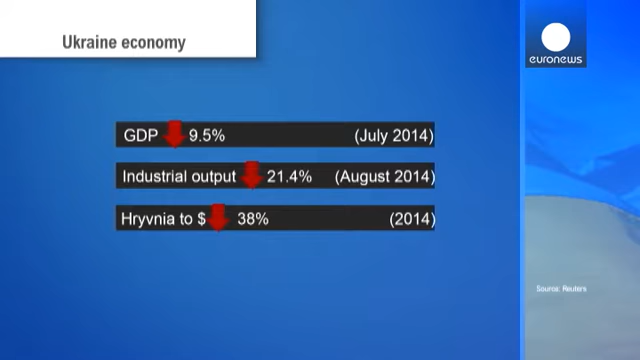 Ukraine economy
euronews
GDP 9.5% (July 2014)
Industrial output 21.4% (August 2014)
Hryvnia to $ 38% (2014)
Source: Reuters